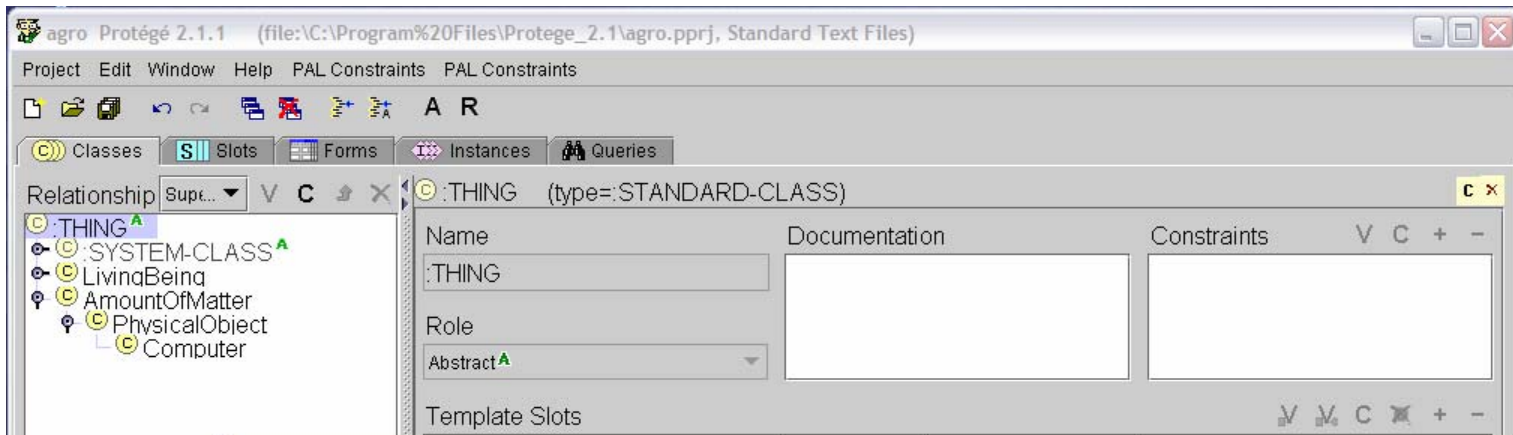 agro Protégé 2.1.1 (file:\C:\Program%20Files\Protege_2.1\agro.pprj, Standard Text Files)
Project Edit Window Help PAL Constraints PAL Constraints
A R
C Classes S Slots Forms I Instances Queries
Relationship Supe... V C
C :THING (type=:STANDARD-CLASS) C ×
C :THING A
C :SYSTEM-CLASS A
C LivingBeing
C AmountOfMatter
C PhysicalObject
C Computer
Name Documentation Constraints V C + −
:THING
Role
Abstract A
Template Slots V V C + −